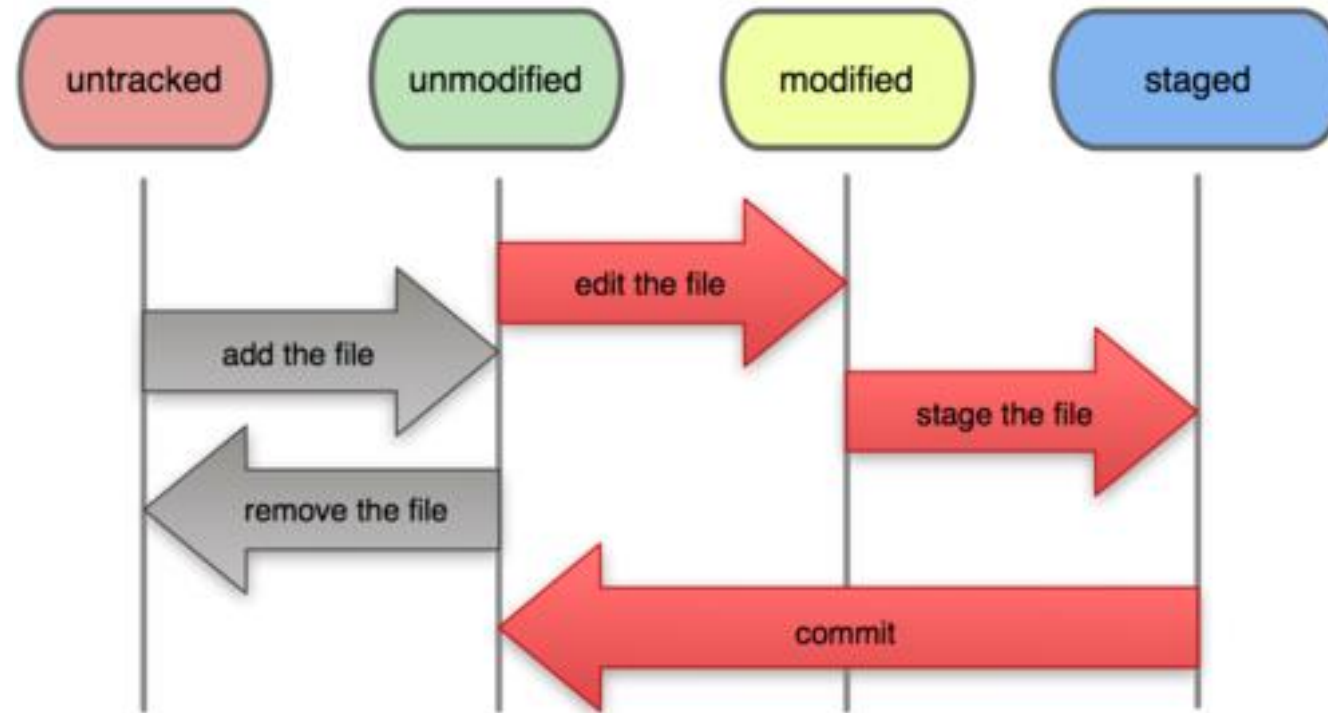 untracked
unmodified
modified
staged
edit the file
add the file
stage the file
remove the file
commit